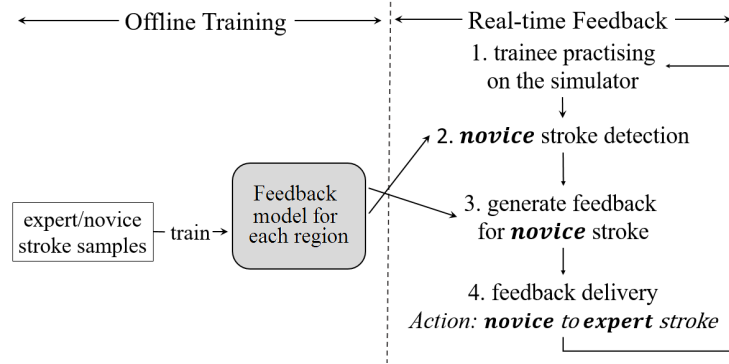 Offline Training
Real-time Feedback
1. trainee practising
on the simulator
2. novice stroke detection
Feedback
model for
each region
expert/novice
stroke samples
train
3. generate feedback
for novice stroke
4. feedback delivery
Action: novice to expert stroke